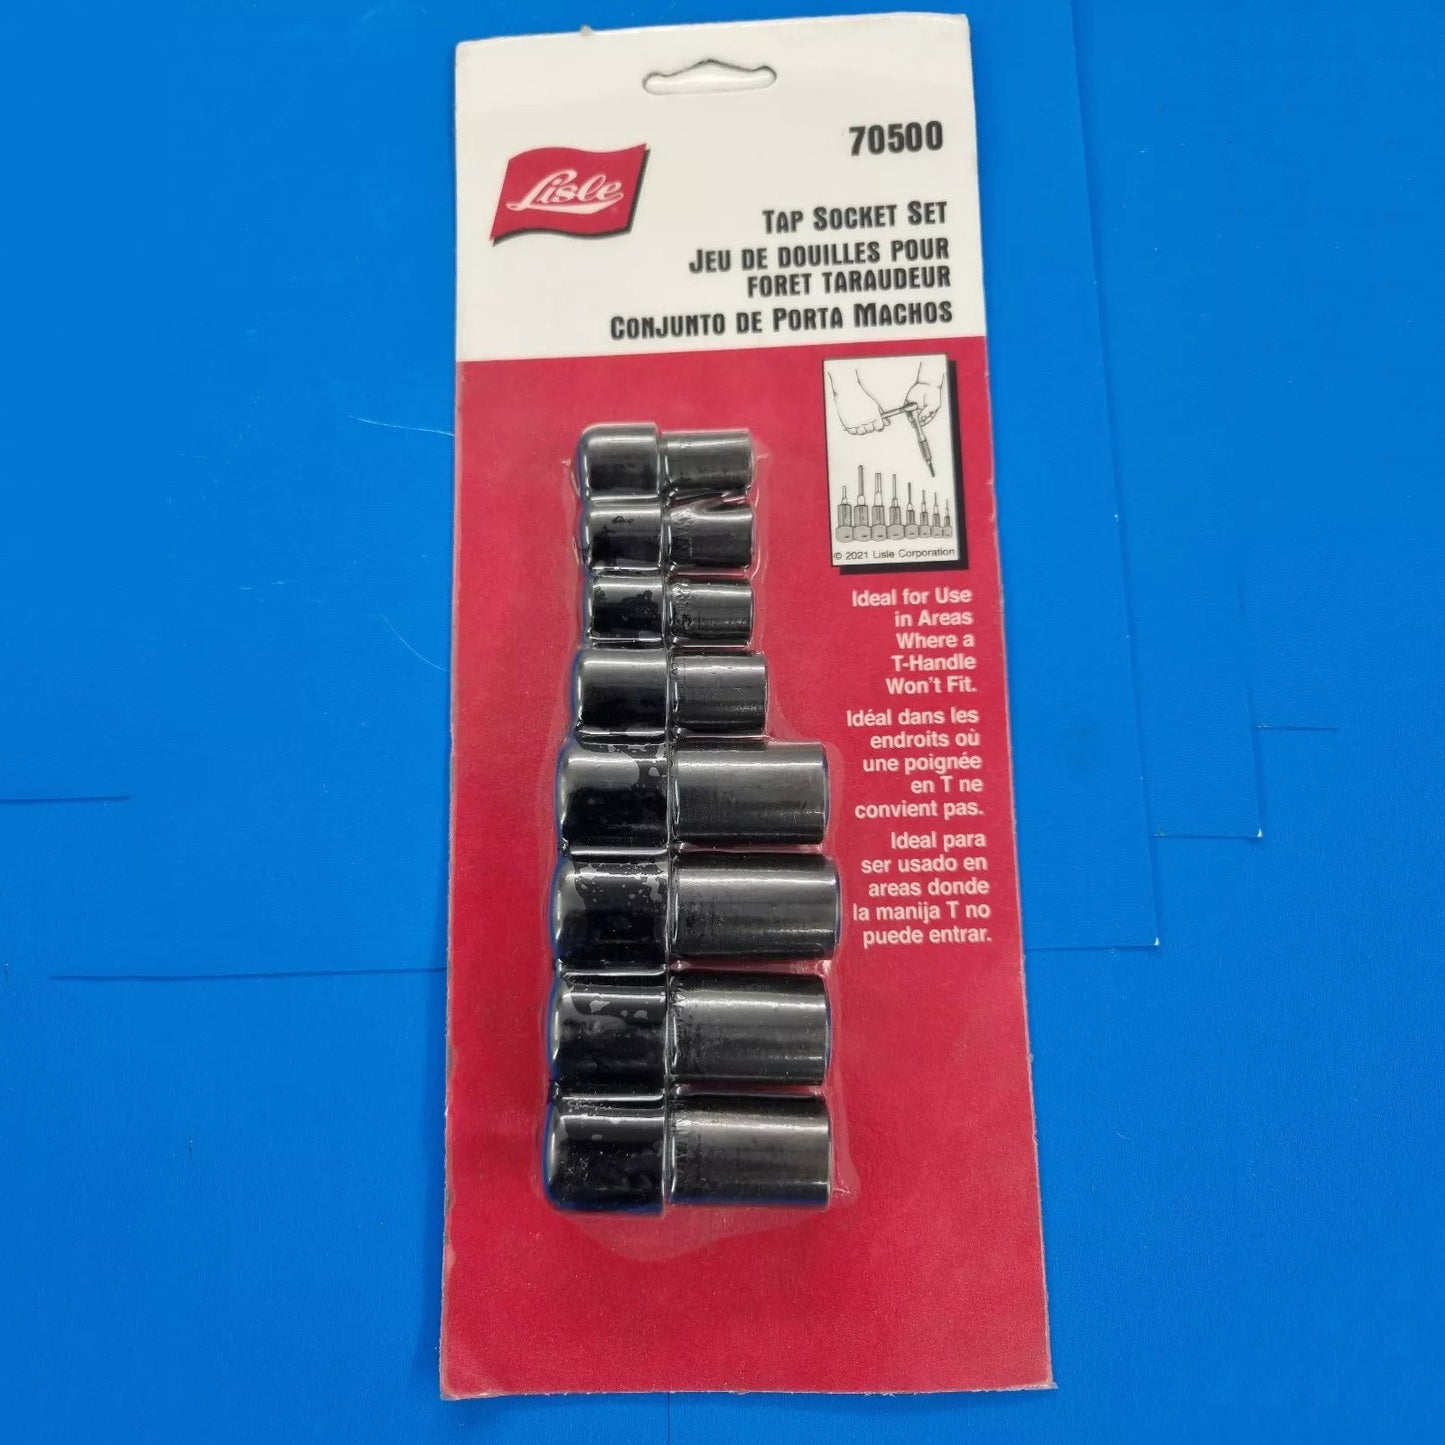 Lisle
70500
TAP SOCKET SET
JEU DE DOUILLES POUR
FORET TARAUDEUR
CONJUNTO DE PORTA MACHOS
© 2021 Lisle Corporation
Ideal for Use
in Areas
Where a
T-Handle
Won't Fit.
Idéal dans les
endroits où
une poignée
en T ne
convient pas.
Ideal para
ser usado en
areas donde
la manija T no
puede entrar.